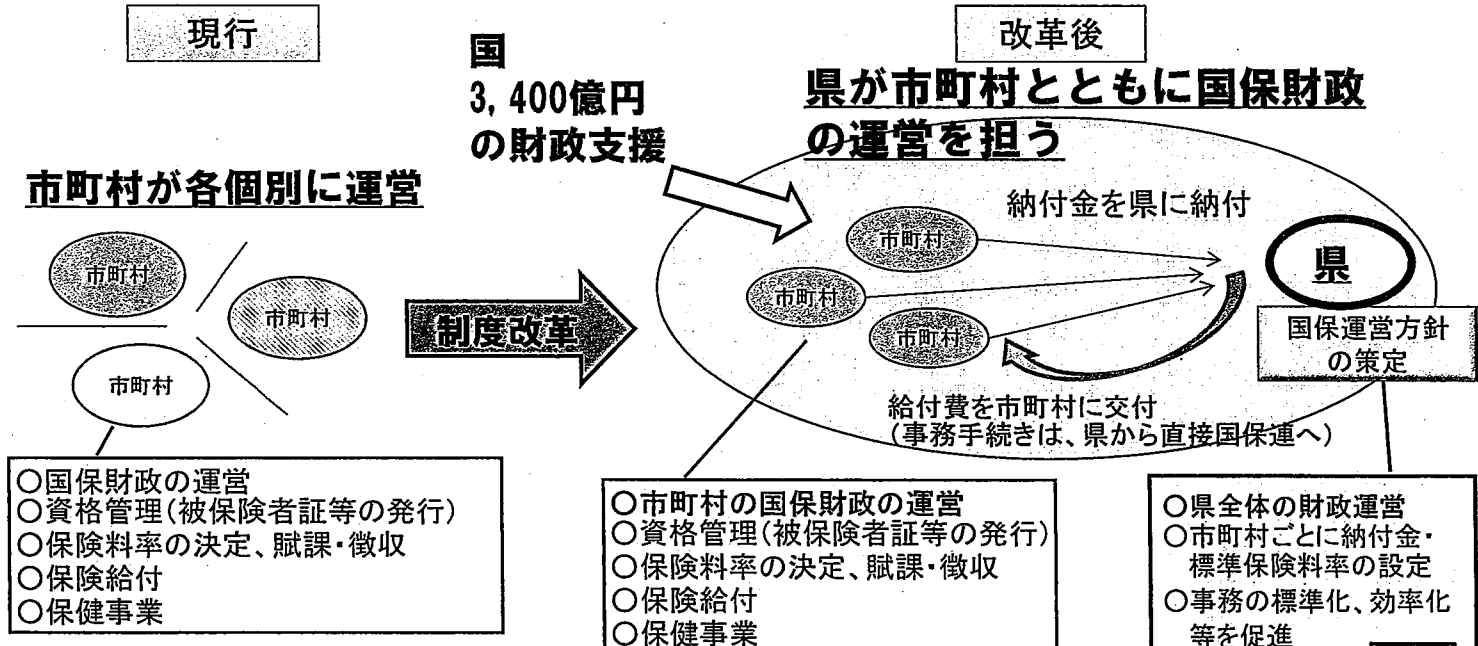 現行
市町村が各個別に運営
市町村
市町村
市町村
○国保財政の運営
○資格管理(被保険者証等の発行)
○保険料率の決定、賦課・徴収
○保険給付
○保健事業
国
3,400億円
の財政支援
制度改革
改革後
県が市町村とともに国保財政
の運営を担う
納付金を県に納付
市町村
市町村
市町村
県
国保運営方針
の策定
給付費を市町村に交付
(事務手続きは、県から直接国保連へ)
○市町村の国保財政の運営
○資格管理(被保険者証等の発行)
○保険料率の決定、賦課・徴収
○保険給付
○保健事業
○県全体の財政運営
○市町村ごとに納付金・
標準保険料率の設定
○事務の標準化、効率化
等を促進